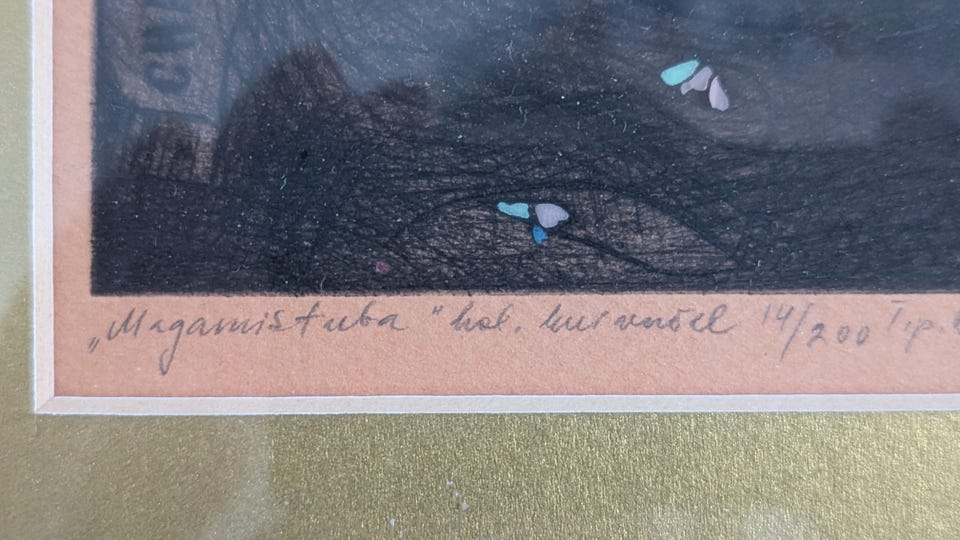 „Magamistuba" kol. kuivnõel 14/200 I.p.